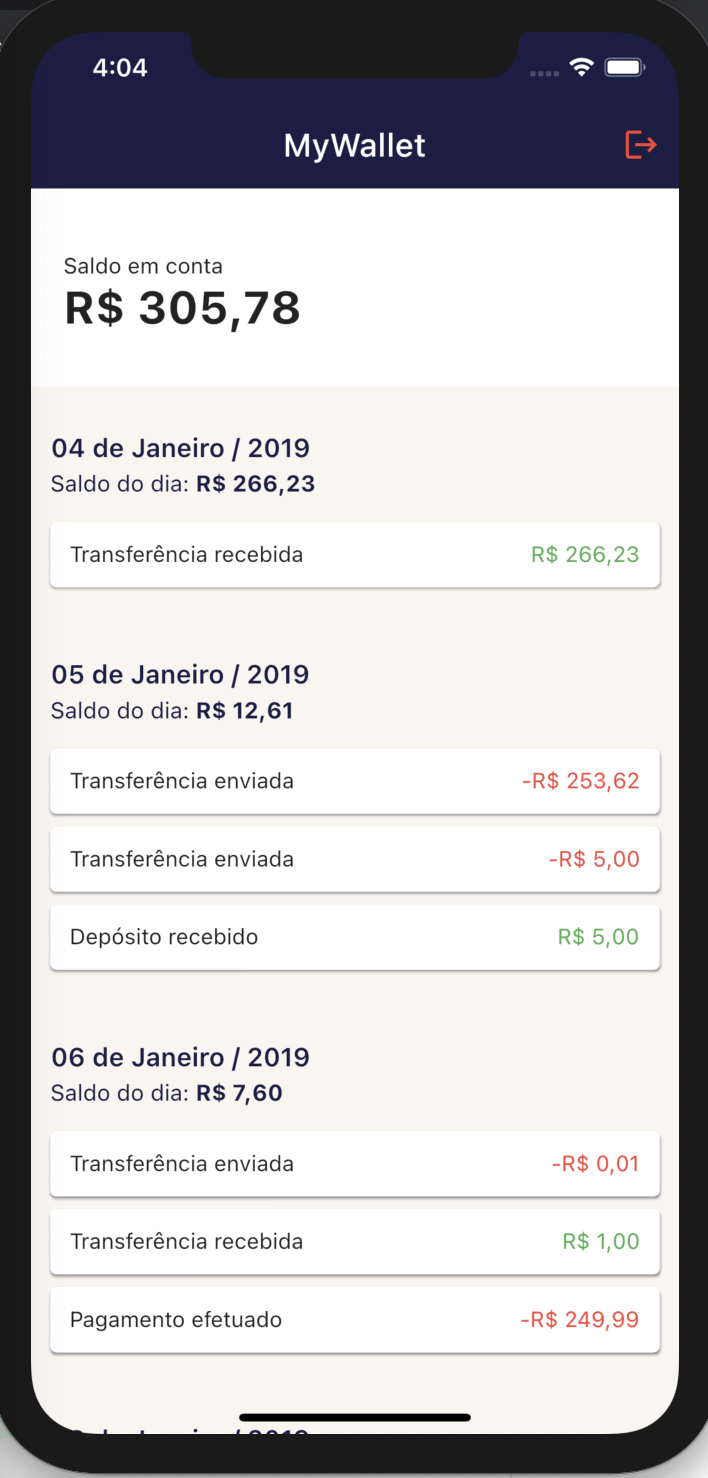 4:04
MyWallet
Saldo em conta
R$ 305,78
04 de Janeiro / 2019
Saldo do dia: R$ 266,23
Transferência recebida R$ 266,23
05 de Janeiro / 2019
Saldo do dia: R$ 12,61
Transferência enviada -R$ 253,62
Transferência enviada -R$ 5,00
Depósito recebido R$ 5,00
06 de Janeiro / 2019
Saldo do dia: R$ 7,60
Transferência enviada -R$ 0,01
Transferência recebida R$ 1,00
Pagamento efetuado -R$ 249,99